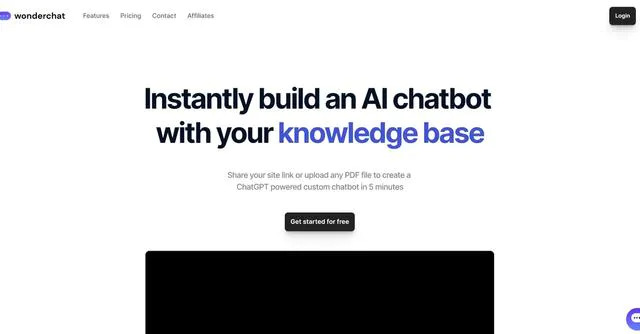 wonderchat
Features
Pricing
Contact
Affiliates
Login
Instantly build an AI chatbot
with your knowledge base
Share your site link or upload any PDF file to create a
ChatGPT powered custom chatbot in 5 minutes
Get started for free